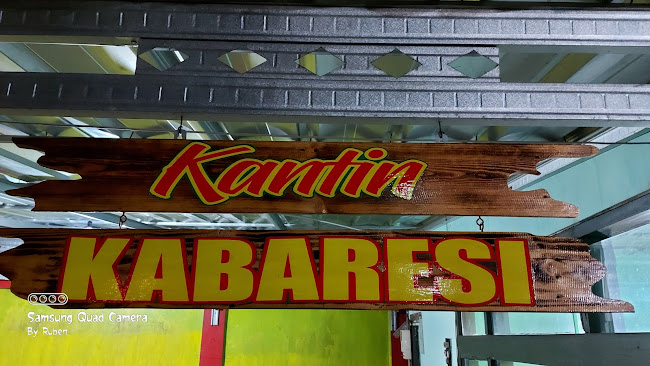 Kantin
KABARESI
Samsung Quad Camera
By Ruben